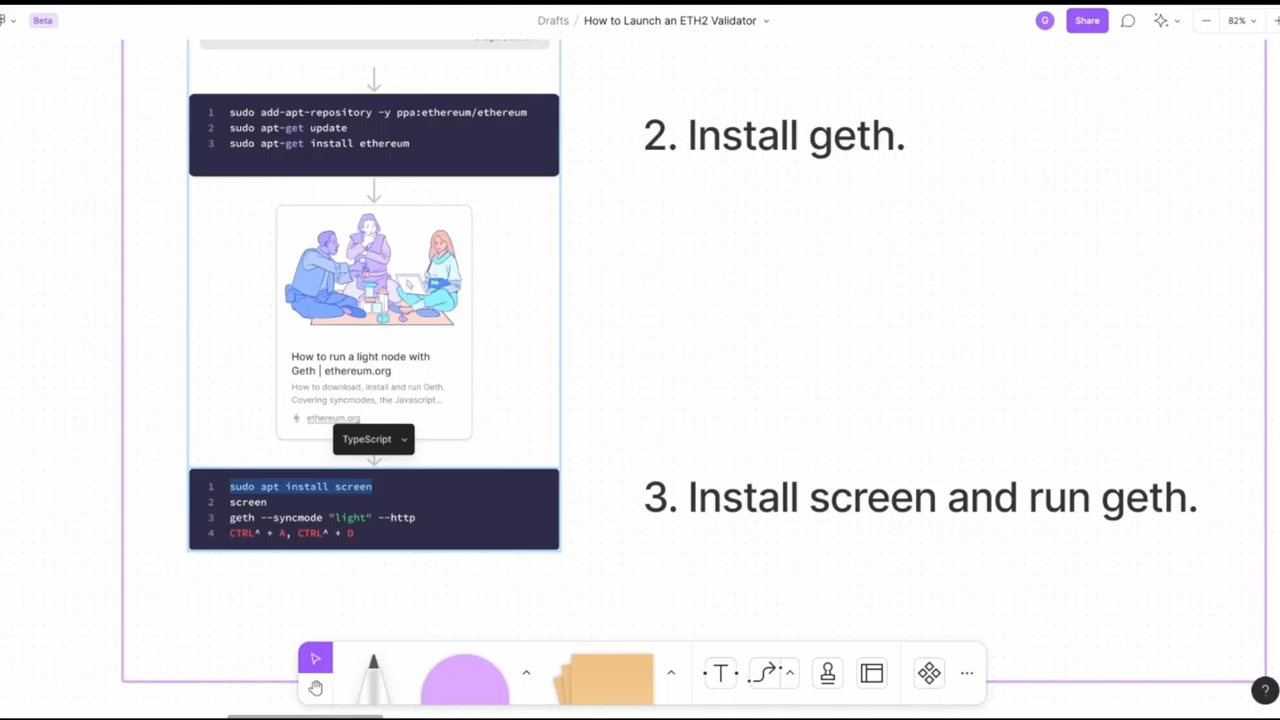 Beta
Drafts / How to Launch an ETH2 Validator
G
Share
82%
1 sudo add-apt-repository -y ppa:ethereum/ethereum
2 sudo apt-get update
3 sudo apt-get install ethereum
2. Install geth.
How to run a light node with
Geth | ethereum.org
How to download, install and run Geth.
Covering syncmodes, the Javascript...
ethereum.org
TypeScript
1 sudo apt install screen
2 screen
3 geth --syncmode "light" --http
4 CTRL^ + A, CTRL^ + D
3. Install screen and run geth.
T
?